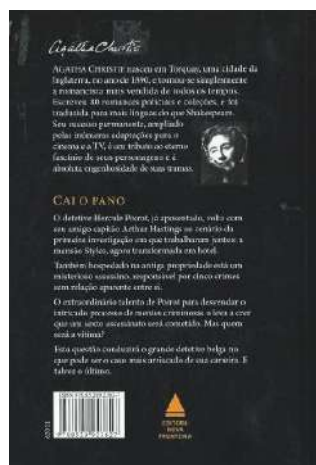 Agatha Christie
AGATHA CHRISTIE nasceu em Torquay, uma cidade da
Inglaterra, no ano de 1890, e tornou-se simplesmente
a romancista mais vendida de todos os tempos.
Escreveu 80 romances policiais e coleções, e foi
traduzida para mais línguas do que Shakespeare.
Seu sucesso permanente, ampliado
pelas inúmeras adaptações para o
cinema e a TV, é um tributo ao eterno
fascínio de seus personagens e à
absoluta engenhosidade de suas tramas.
CAI O PANO
O detetive Hercule Poirot, já aposentado, volta com
seu amigo capitão Arthur Hastings ao cenário da
primeira investigação em que trabalharam juntos: a
mansão Styles, agora transformada em hotel.
Também hospedado na antiga propriedade está um
misterioso assassino, responsável por cinco crimes
sem relação aparente entre si.
O extraordinário talento de Poirot para desvendar o
intricado processo de mentes criminosas o leva a crer
que um sexto assassinato será cometido. Mas quem
será a vítima?
Esta questão conduzirá o grande detetive belga no
que pode ser o caso mais arriscado de sua carreira. E
talvez o último.
EDITORA
NOVA
FRONTEIRA